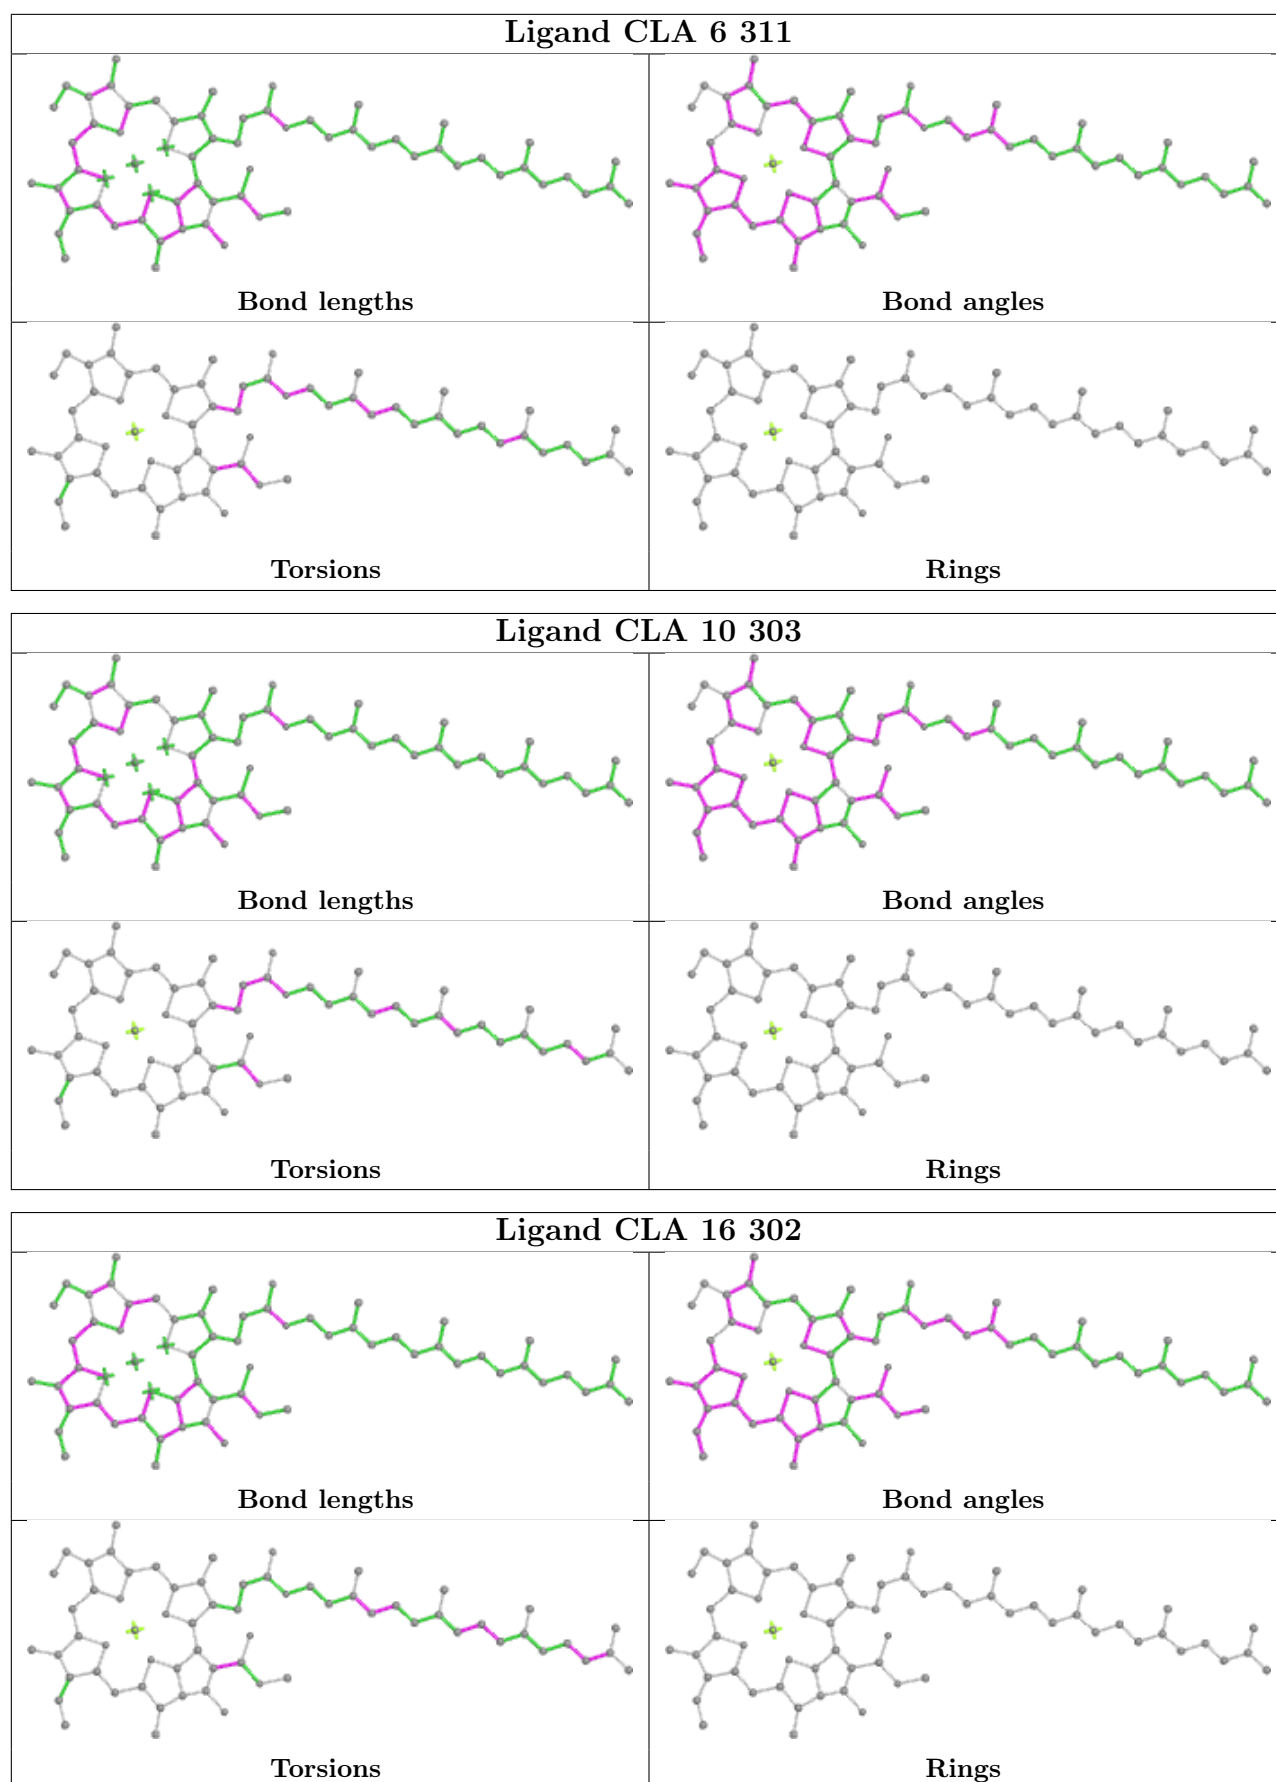 Ligand CLA 6 311
Bond lengths
Bond angles
Torsions
Rings
Ligand CLA 10 303
Bond lengths
Bond angles
Torsions
Rings
Ligand CLA 16 302
Bond lengths
Bond angles
Torsions
Rings